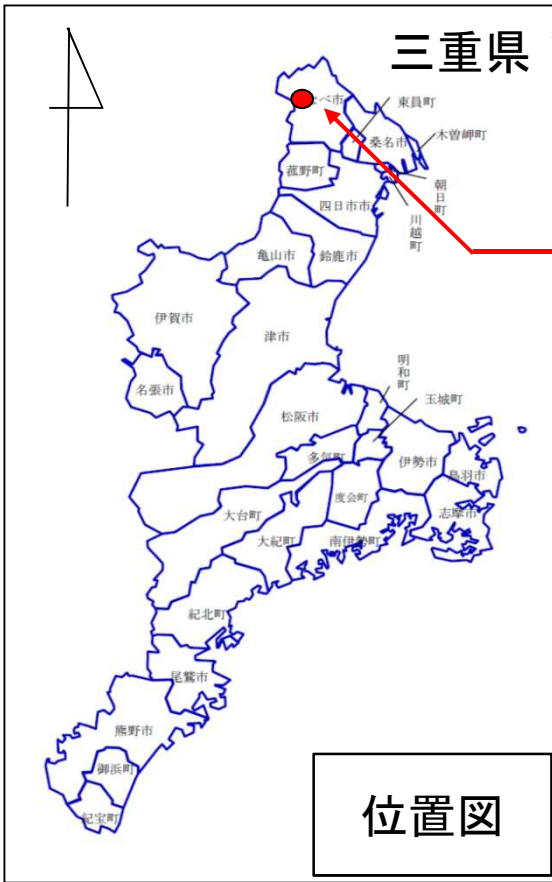 三重県
なべ市
東員町
桑名市
木曽岬町
菰野町
朝日町
四日市市
川越町
亀山市
鈴鹿市
伊賀市
津市
名張市
明和町
玉城町
松阪市
多気町
伊勢市
鳥羽市
度会町
大台町
志摩市
大紀町
南伊勢町
紀北町
尾鷲市
熊野市
御浜町
紀宝町
位置図